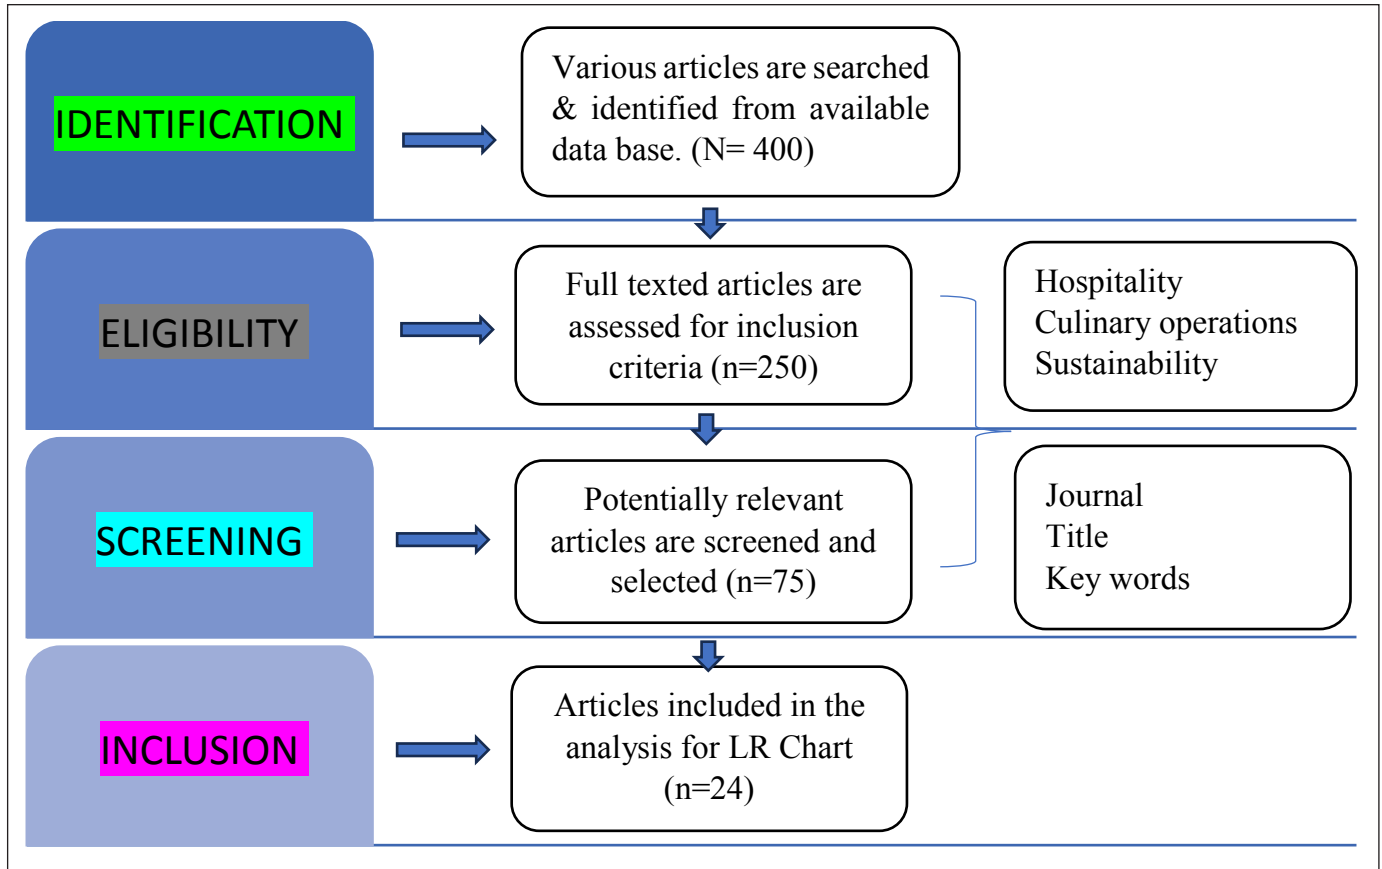 IDENTIFICATION
Various articles are searched
& identified from available
data base. (N= 400)
ELIGIBILITY
Full texted articles are
assessed for inclusion
criteria (n=250)
Hospitality
Culinary operations
Sustainability
SCREENING
Potentially relevant
articles are screened and
selected (n=75)
Journal
Title
Key words
INCLUSION
Articles included in the
analysis for LR Chart
(n=24)